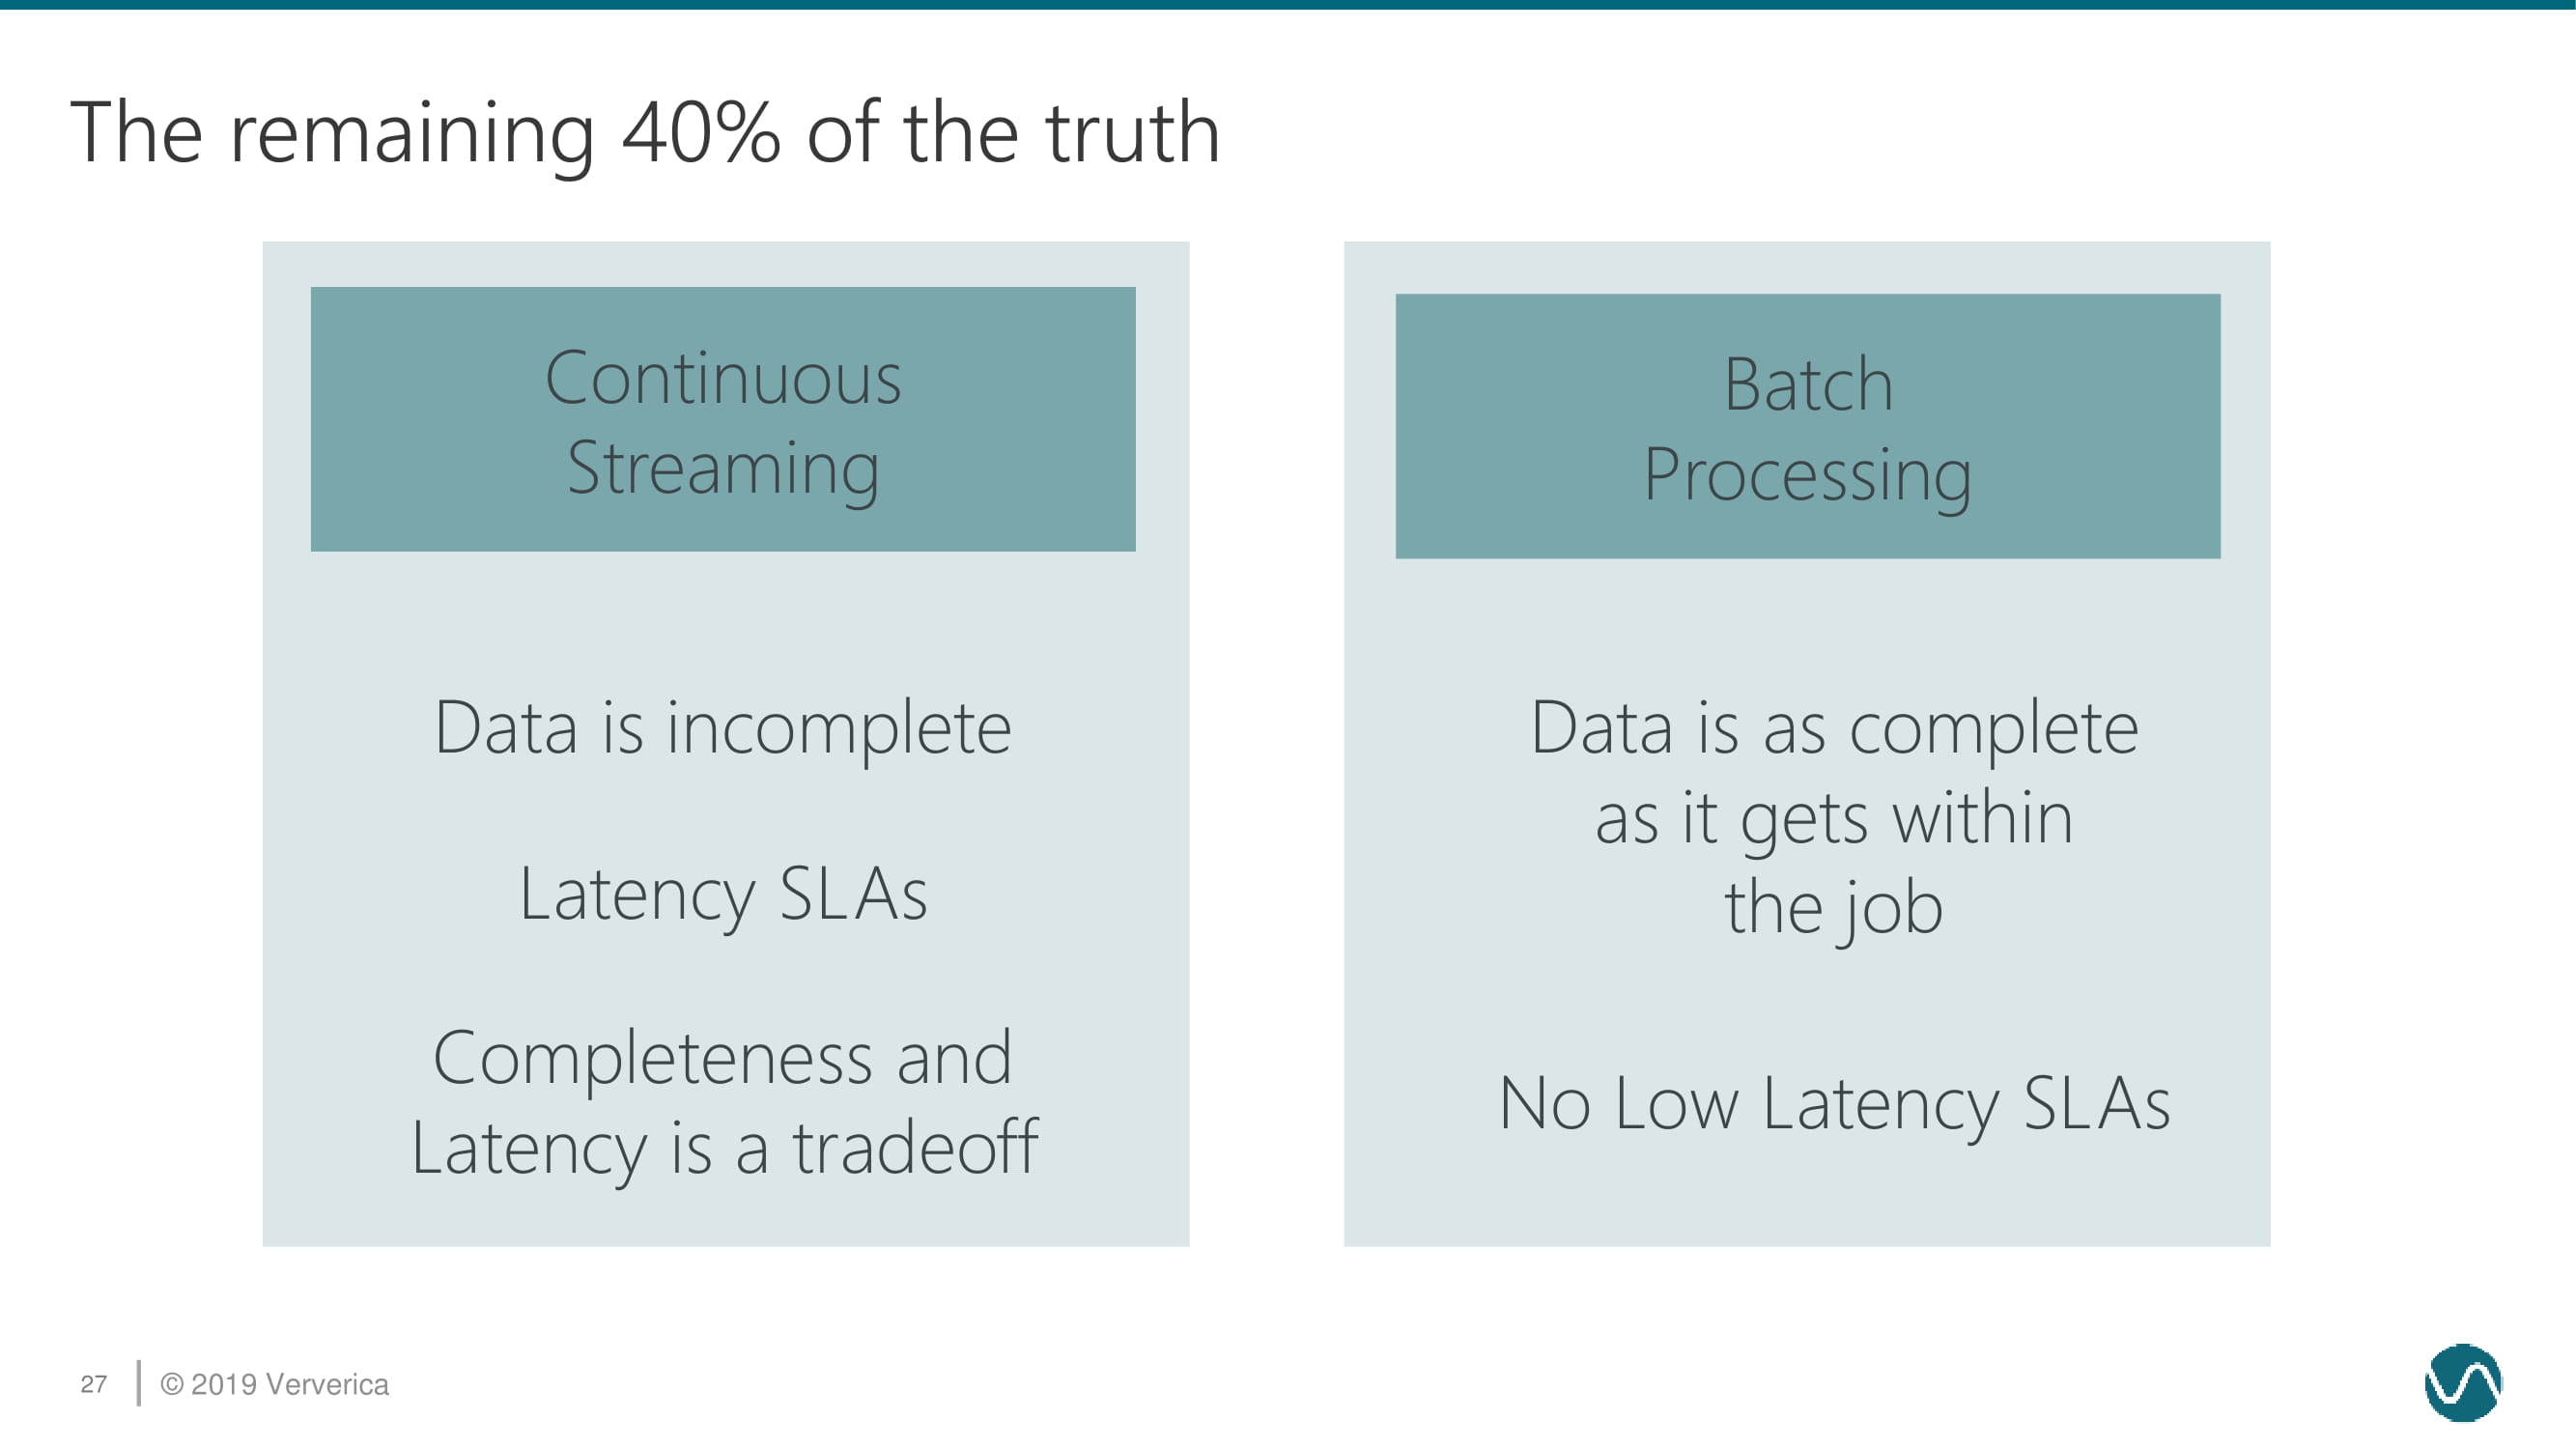 The remaining 40% of the truth
Continuous
Streaming
Data is incomplete
Latency SLAs
Completeness and
Latency is a tradeoff
Batch
Processing
Data is as complete
as it gets within
the job
No Low Latency SLAs
27
© 2019 Ververica